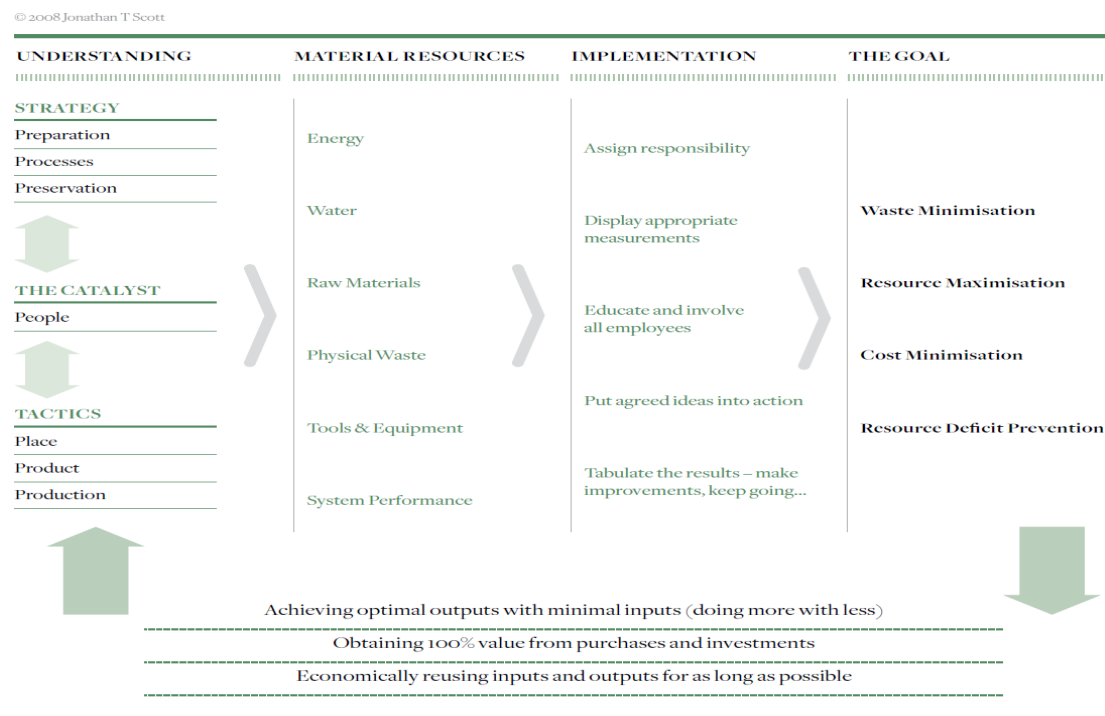 © 2008 Jonathan T Scott
UNDERSTANDING
MATERIAL RESOURCES
IMPLEMENTATION
THE GOAL
STRATEGY
Preparation
Processes
Preservation
THE CATALYST
People
TACTICS
Place
Product
Production
Energy
Water
Raw Materials
Physical Waste
Tools & Equipment
System Performance
Assign responsibility
Display appropriate
measurements
Educate and involve
all employees
Put agreed ideas into action
Tabulate the results – make
improvements, keep going...
Waste Minimisation
Resource Maximisation
Cost Minimisation
Resource Deficit Prevention
Achieving optimal outputs with minimal inputs (doing more with less)
Obtaining 100% value from purchases and investments
Economically reusing inputs and outputs for as long as possible